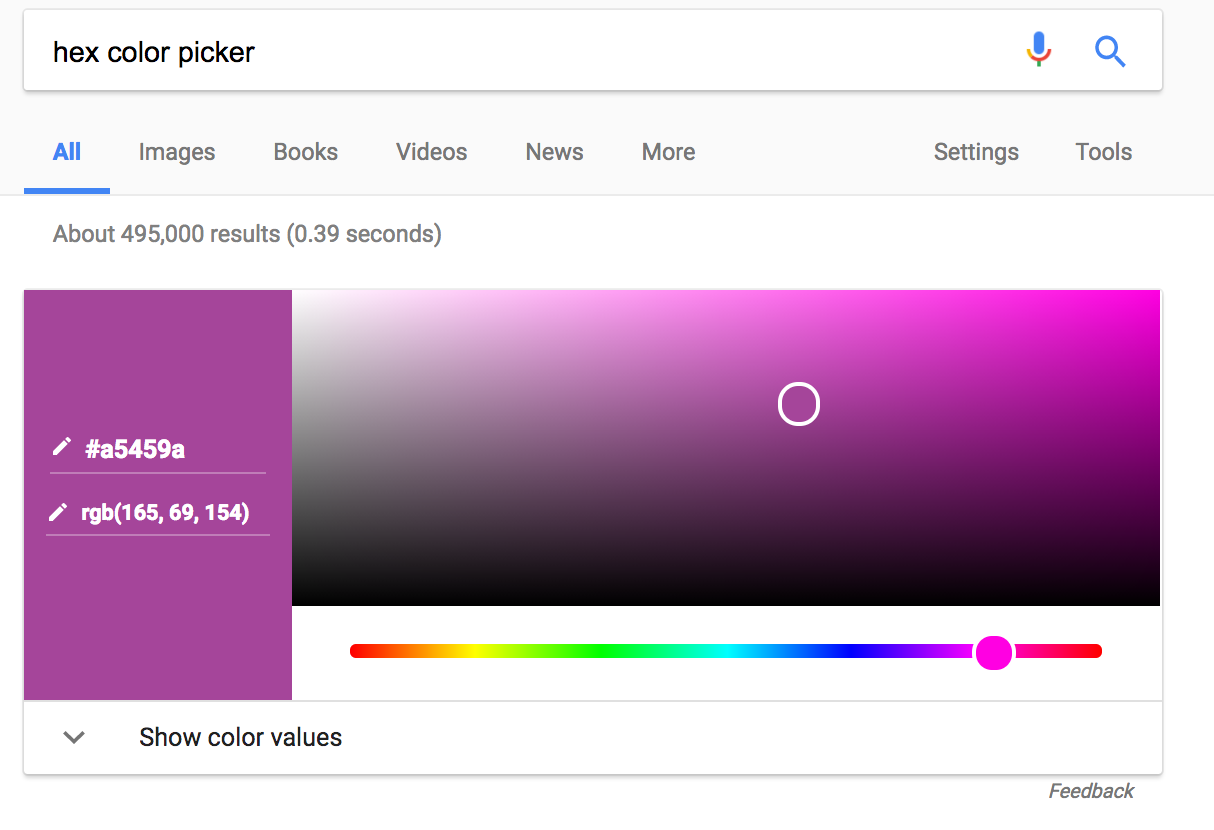 hex color picker
All Images Books Videos News More Settings Tools
About 495,000 results (0.39 seconds)
#a5459a
rgb(165, 69, 154)
Show color values
Feedback